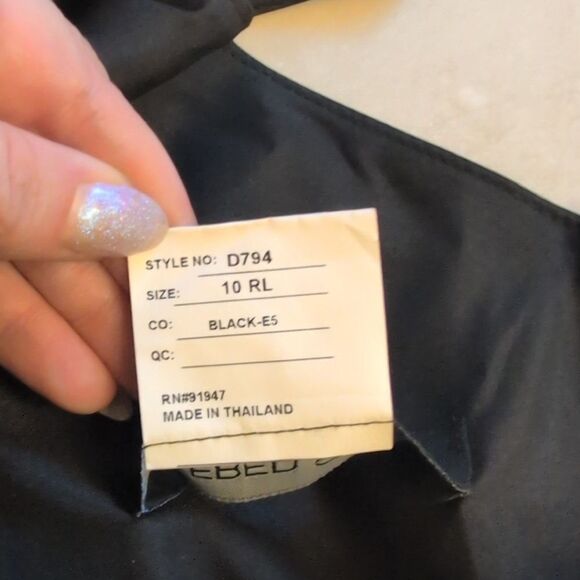 STYLE NO: D794
SIZE: 10 RL
CO: BLACK-E5
QC:
RN#91947
MADE IN THAILAND